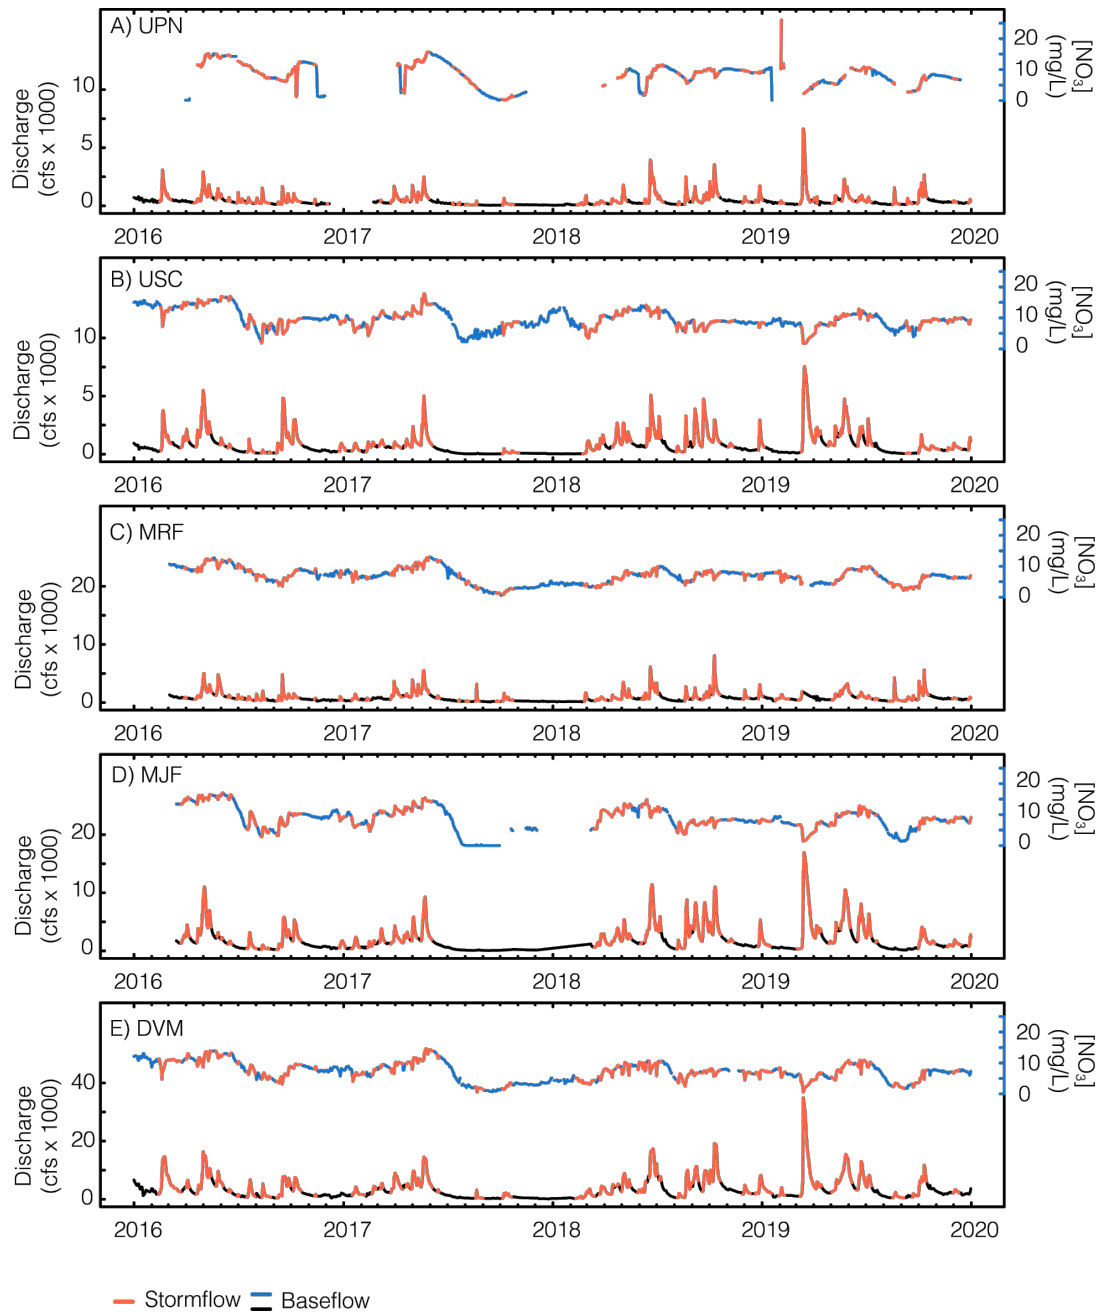 A) UPN
20
10
0
[NO₃]
(mg/L)
10
5
0
Discharge
(cfs x 1000)
2016 2017 2018 2019 2020
B) USC
20
10
0
[NO₃]
(mg/L)
10
5
0
Discharge
(cfs x 1000)
2016 2017 2018 2019 2020
C) MRF
20
10
0
[NO₃]
(mg/L)
20
10
0
Discharge
(cfs x 1000)
2016 2017 2018 2019 2020
D) MJF
20
10
0
[NO₃]
(mg/L)
20
10
0
Discharge
(cfs x 1000)
2016 2017 2018 2019 2020
E) DVM
20
10
0
[NO₃]
(mg/L)
40
20
0
Discharge
(cfs x 1000)
2016 2017 2018 2019 2020
Stormflow Baseflow